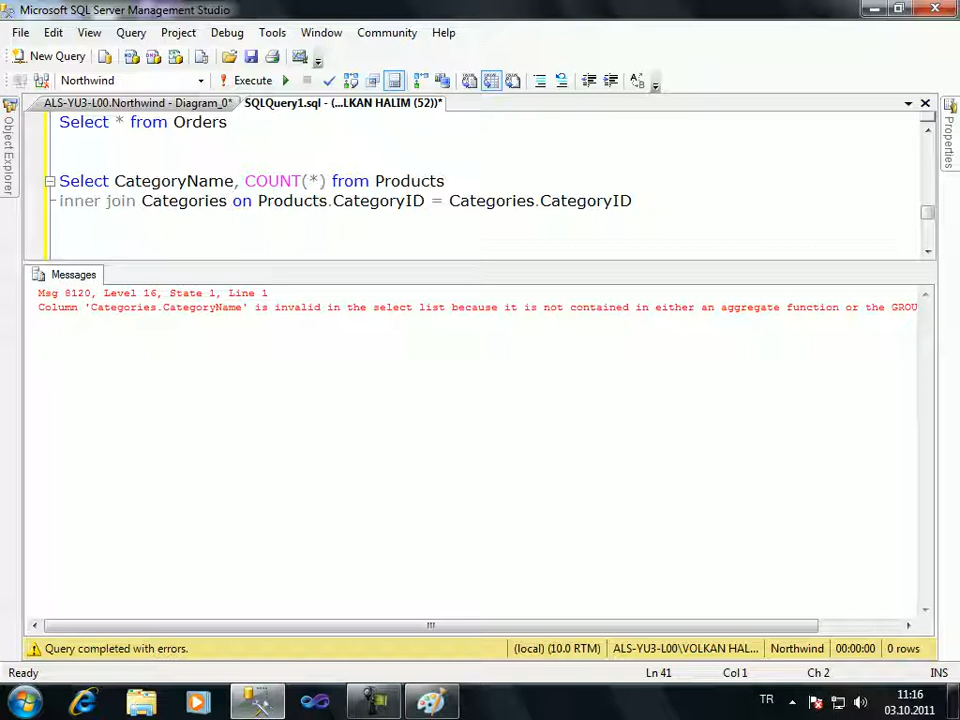 Microsoft SQL Server Management Studio
File Edit View Query Project Debug Tools Window Community Help
New Query
Northwind Execute
ALS-YU3-L00.Northwind - Diagram_0* SQLQuery1.sql - (...LKAN HALIM (52))*
Object Explorer
Properties
Select * from Orders
Select CategoryName, COUNT(*) from Products
inner join Categories on Products.CategoryID = Categories.CategoryID
Messages
Msg 8120, Level 16, State 1, Line 1
Column 'Categories.CategoryName' is invalid in the select list because it is not contained in either an aggregate function or the GROU
Query completed with errors. (local) (10.0 RTM) ALS-YU3-L00\VOLKAN HAL... Northwind 00:00:00 0 rows
Ready Ln 41 Col 1 Ch 2 INS
TR 11:16
03.10.2011